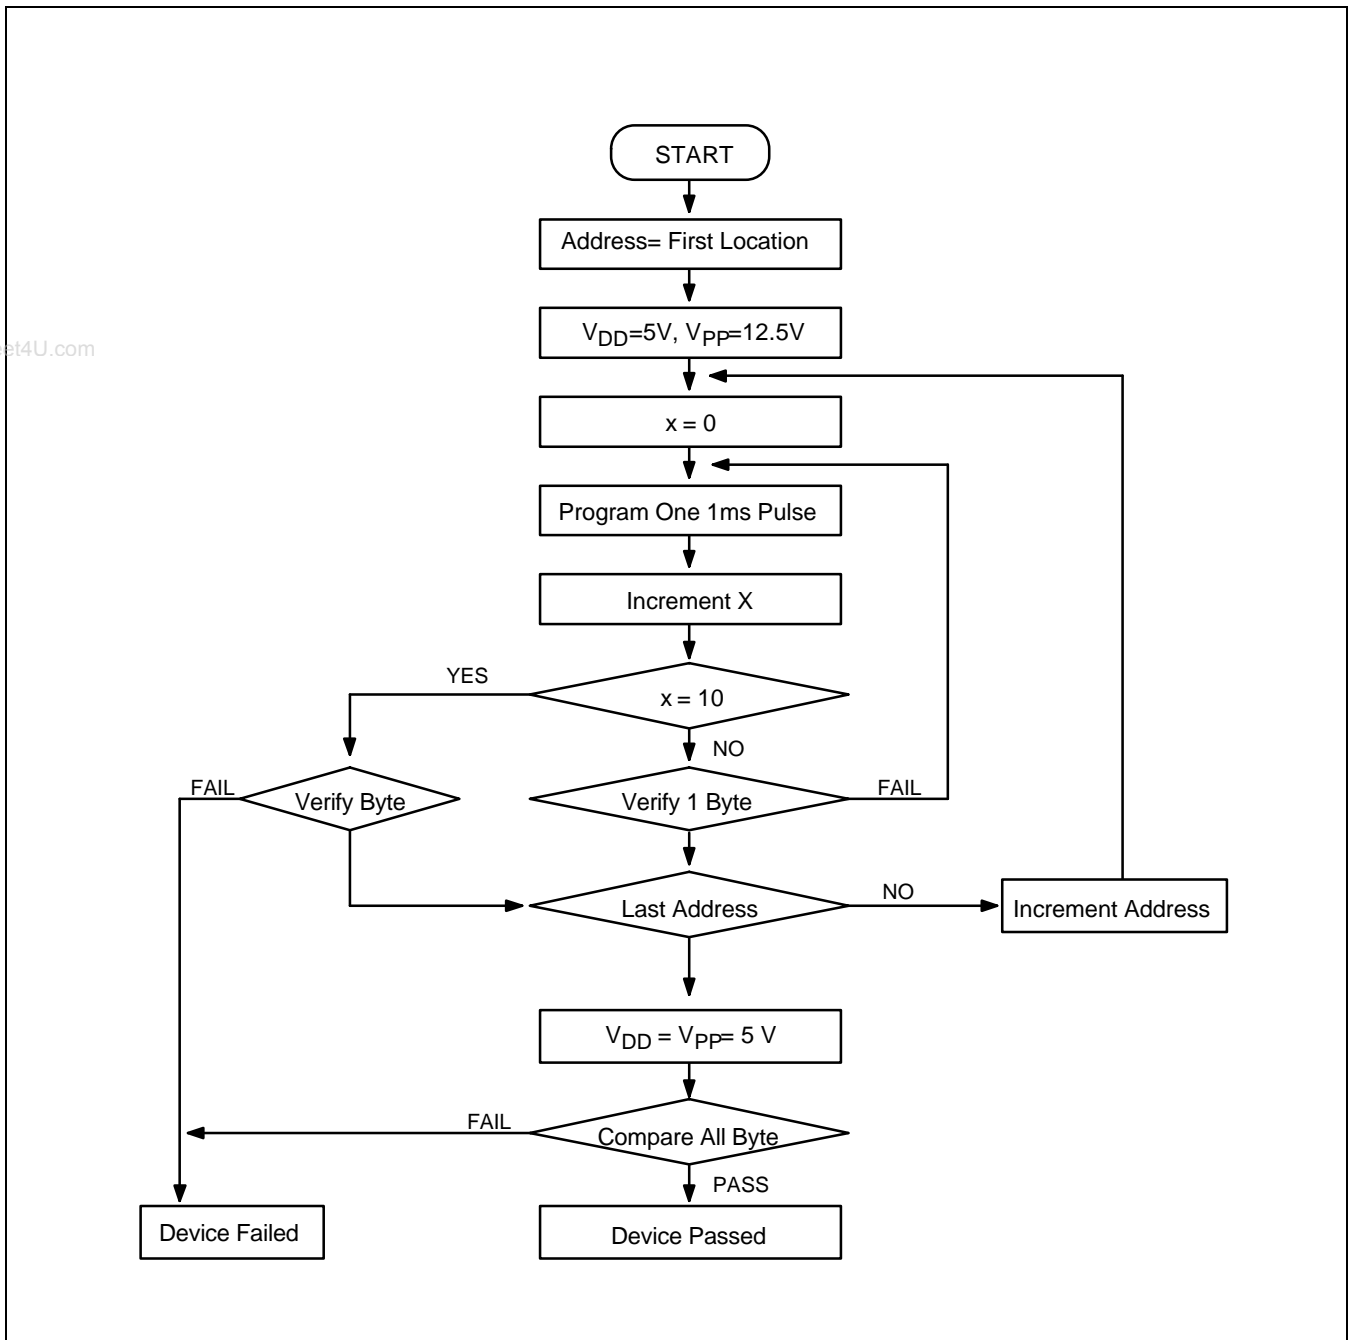 START
Address= First Location
VDD=5V, VPP=12.5V
et4U.com
x = 0
Program One 1ms Pulse
Increment X
YES
x = 10
NO
FAIL
Verify Byte
Verify 1 Byte
FAIL
Last Address
NO
Increment Address
VDD = VPP= 5 V
FAIL
Compare All Byte
PASS
Device Failed
Device Passed